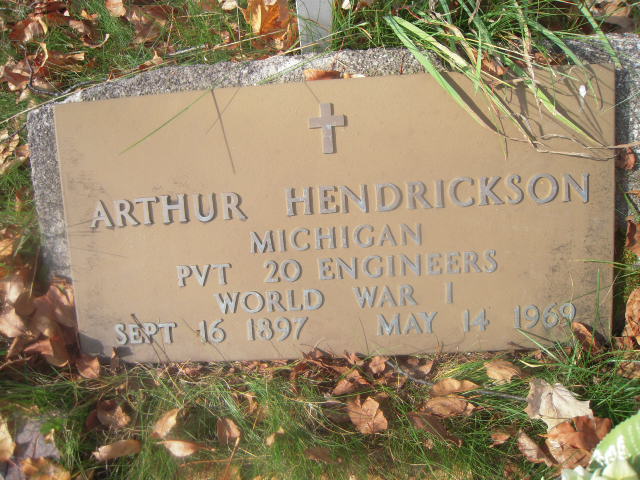 ARTHUR HENDRICKSON
MICHIGAN
PVT 20 ENGINEERS
WORLD WAR I
SEPT 16 1897 MAY 14 1969